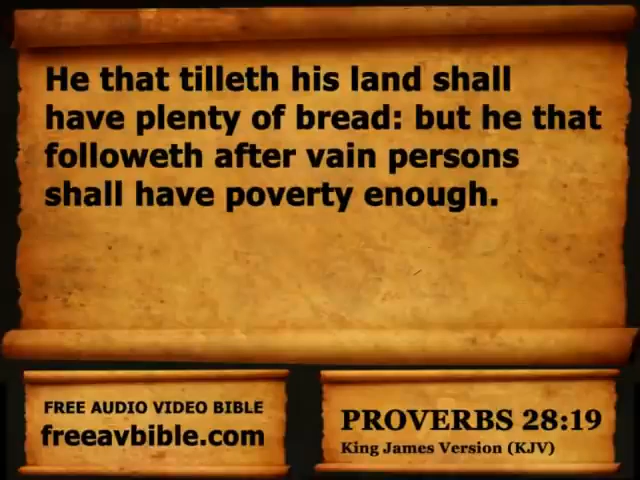 He that tilleth his land shall
have plenty of bread: but he that
followeth after vain persons
shall have poverty enough.
FREE AUDIO VIDEO BIBLE
freeavbible.com
PROVERBS 28:19
King James Version (KJV)